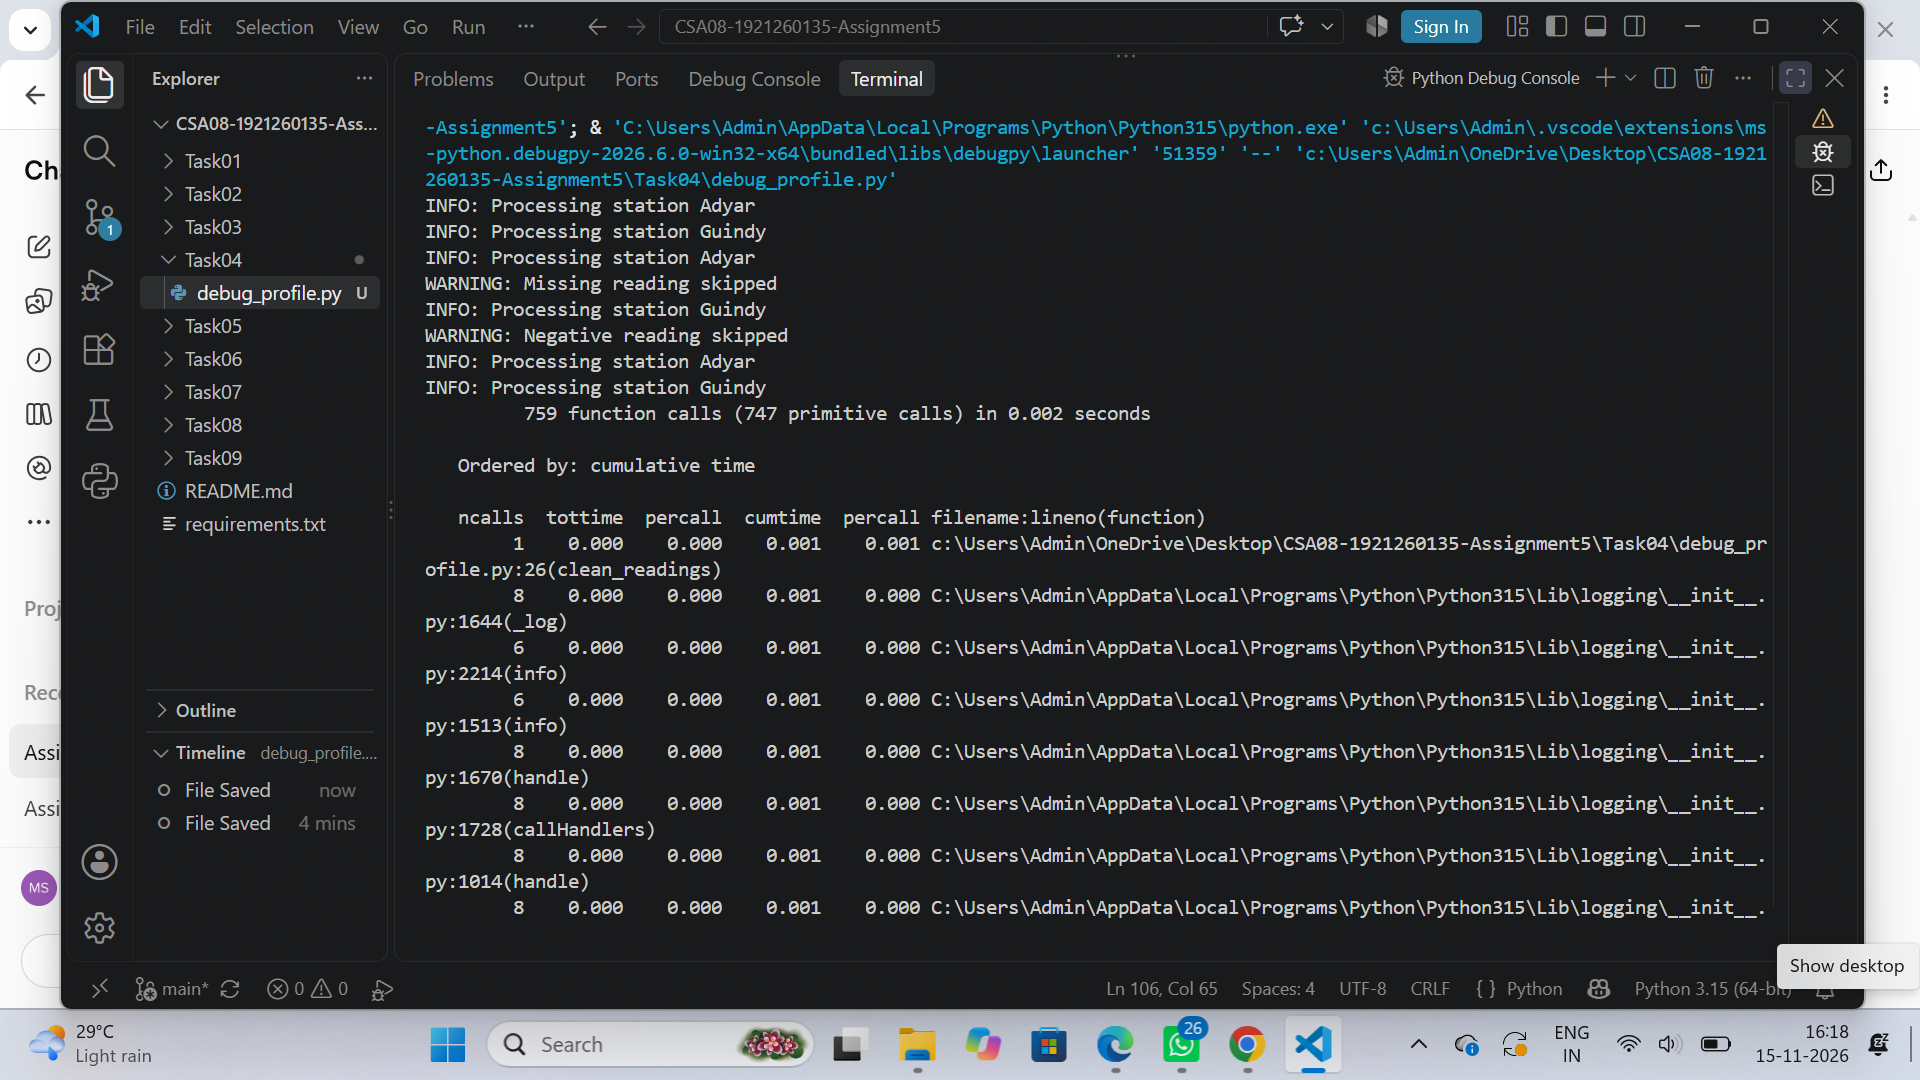 File Edit Selection View Go Run ··· CSA08-1921260135-Assignment5 Sign In
Explorer
Problems Output Ports Debug Console Terminal Python Debug Console
CSA08-1921260135-Ass...
Task01
Task02
Task03
Task04
debug_profile.py U
Task05
Task06
Task07
Task08
Task09
README.md
requirements.txt
Outline
Timeline debug_profile....
File Saved now
File Saved 4 mins
1
MS
-Assignment5'; & 'C:\Users\Admin\AppData\Local\Programs\Python\Python315\python.exe' 'c:\Users\Admin\.vscode\extensions\ms
-python.debugpy-2026.6.0-win32-x64\bundled\libs\debugpy\launcher' '51359' '--' 'c:\Users\Admin\OneDrive\Desktop\CSA08-1921
260135-Assignment5\Task04\debug_profile.py'
INFO: Processing station Adyar
INFO: Processing station Guindy
INFO: Processing station Adyar
WARNING: Missing reading skipped
INFO: Processing station Guindy
WARNING: Negative reading skipped
INFO: Processing station Adyar
INFO: Processing station Guindy
759 function calls (747 primitive calls) in 0.002 seconds
Ordered by: cumulative time
ncalls tottime percall cumtime percall filename:lineno(function)
1 0.000 0.000 0.001 0.001 c:\Users\Admin\OneDrive\Desktop\CSA08-1921260135-Assignment5\Task04\debug_pr
ofile.py:26(clean_readings)
8 0.000 0.000 0.001 0.000 C:\Users\Admin\AppData\Local\Programs\Python\Python315\Lib\logging\__init__.
py:1644(_log)
6 0.000 0.000 0.001 0.000 C:\Users\Admin\AppData\Local\Programs\Python\Python315\Lib\logging\__init__.
py:2214(info)
6 0.000 0.000 0.001 0.000 C:\Users\Admin\AppData\Local\Programs\Python\Python315\Lib\logging\__init__.
py:1513(info)
8 0.000 0.000 0.001 0.000 C:\Users\Admin\AppData\Local\Programs\Python\Python315\Lib\logging\__init__.
py:1670(handle)
8 0.000 0.000 0.001 0.000 C:\Users\Admin\AppData\Local\Programs\Python\Python315\Lib\logging\__init__.
py:1728(callHandlers)
8 0.000 0.000 0.001 0.000 C:\Users\Admin\AppData\Local\Programs\Python\Python315\Lib\logging\__init__.
py:1014(handle)
8 0.000 0.000 0.001 0.000 C:\Users\Admin\AppData\Local\Programs\Python\Python315\Lib\logging\__init__.
Show desktop
main* 0 0 Ln 106, Col 65 Spaces: 4 UTF-8 CRLF { } Python Python 3.15 (64-bit)
29°C
Light rain
Search
26
ENG
IN
16:18
15-11-2026